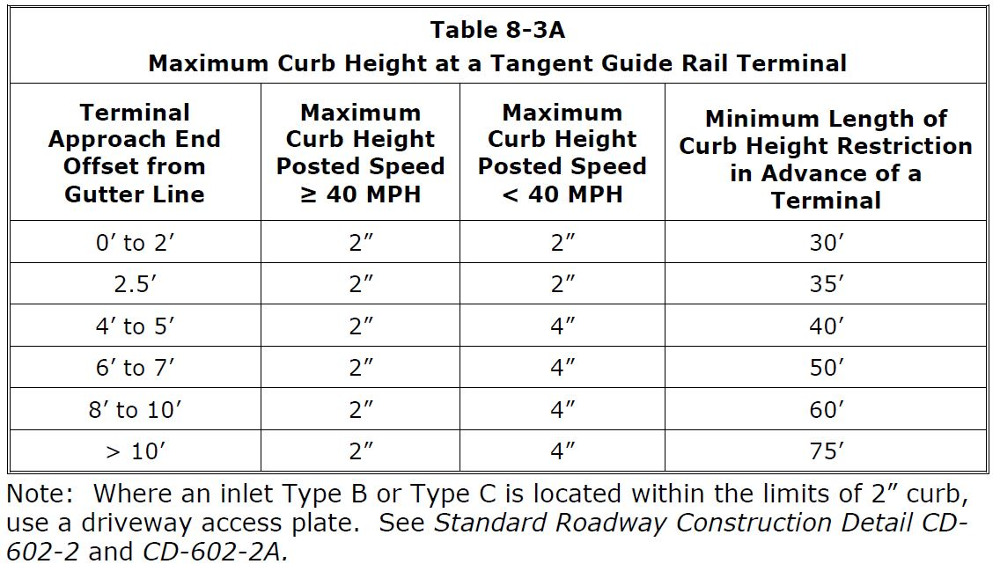 Table 8-3A
Maximum Curb Height at a Tangent Guide Rail Terminal
Terminal
Approach End
Offset from
Gutter Line
Maximum
Curb Height
Posted Speed
≥ 40 MPH
Maximum
Curb Height
Posted Speed
< 40 MPH
Minimum Length of
Curb Height Restriction
in Advance of a
Terminal
0’ to 2’ 2” 2” 30’
2.5’ 2” 2” 35’
4’ to 5’ 2” 4” 40’
6’ to 7’ 2” 4” 50’
8’ to 10’ 2” 4” 60’
> 10’ 2” 4” 75’
Note: Where an inlet Type B or Type C is located within the limits of 2” curb,
use a driveway access plate. See Standard Roadway Construction Detail CD-
602-2 and CD-602-2A.